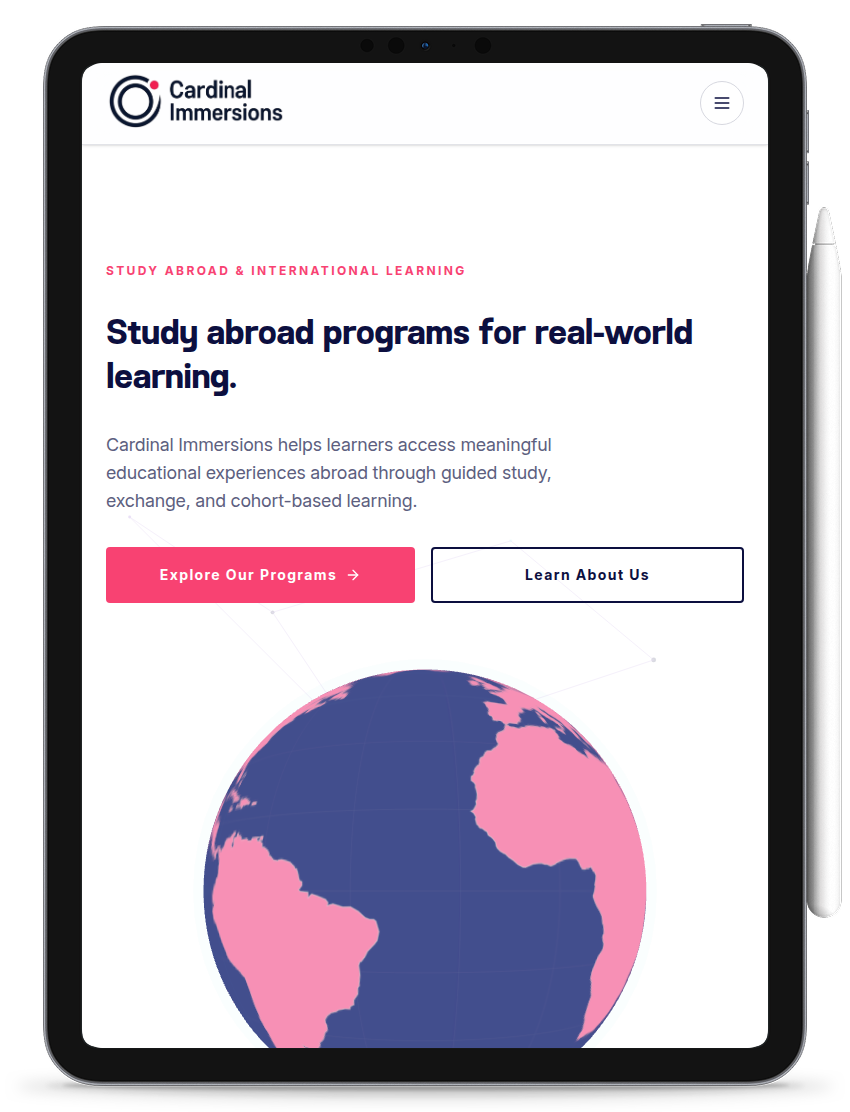 Cardinal
Immersions
STUDY ABROAD & INTERNATIONAL LEARNING
Study abroad programs for real-world
learning.
Cardinal Immersions helps learners access meaningful
educational experiences abroad through guided study,
exchange, and cohort-based learning.
Explore Our Programs →
Learn About Us